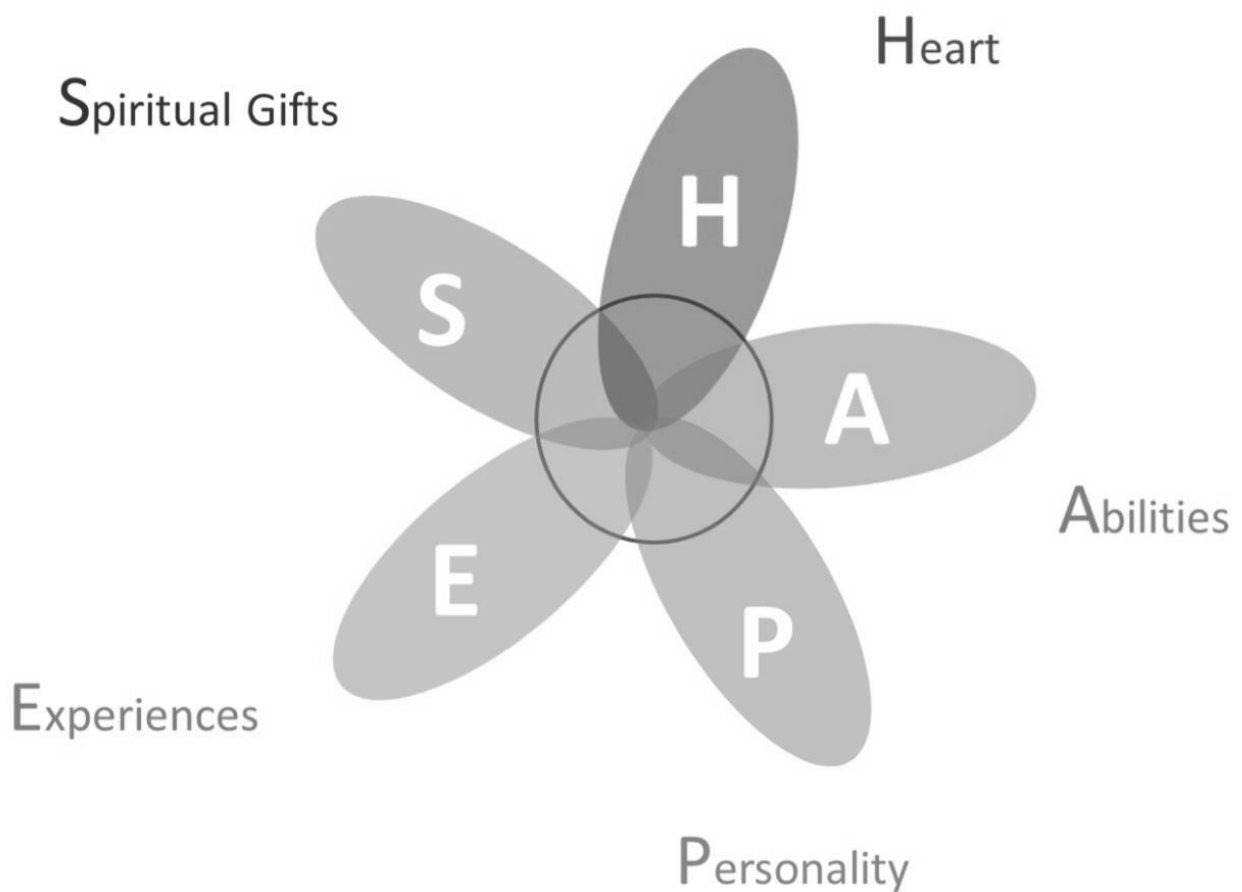 Heart
Spiritual Gifts
H
S
A
Abilities
E
P
Experiences
Personality